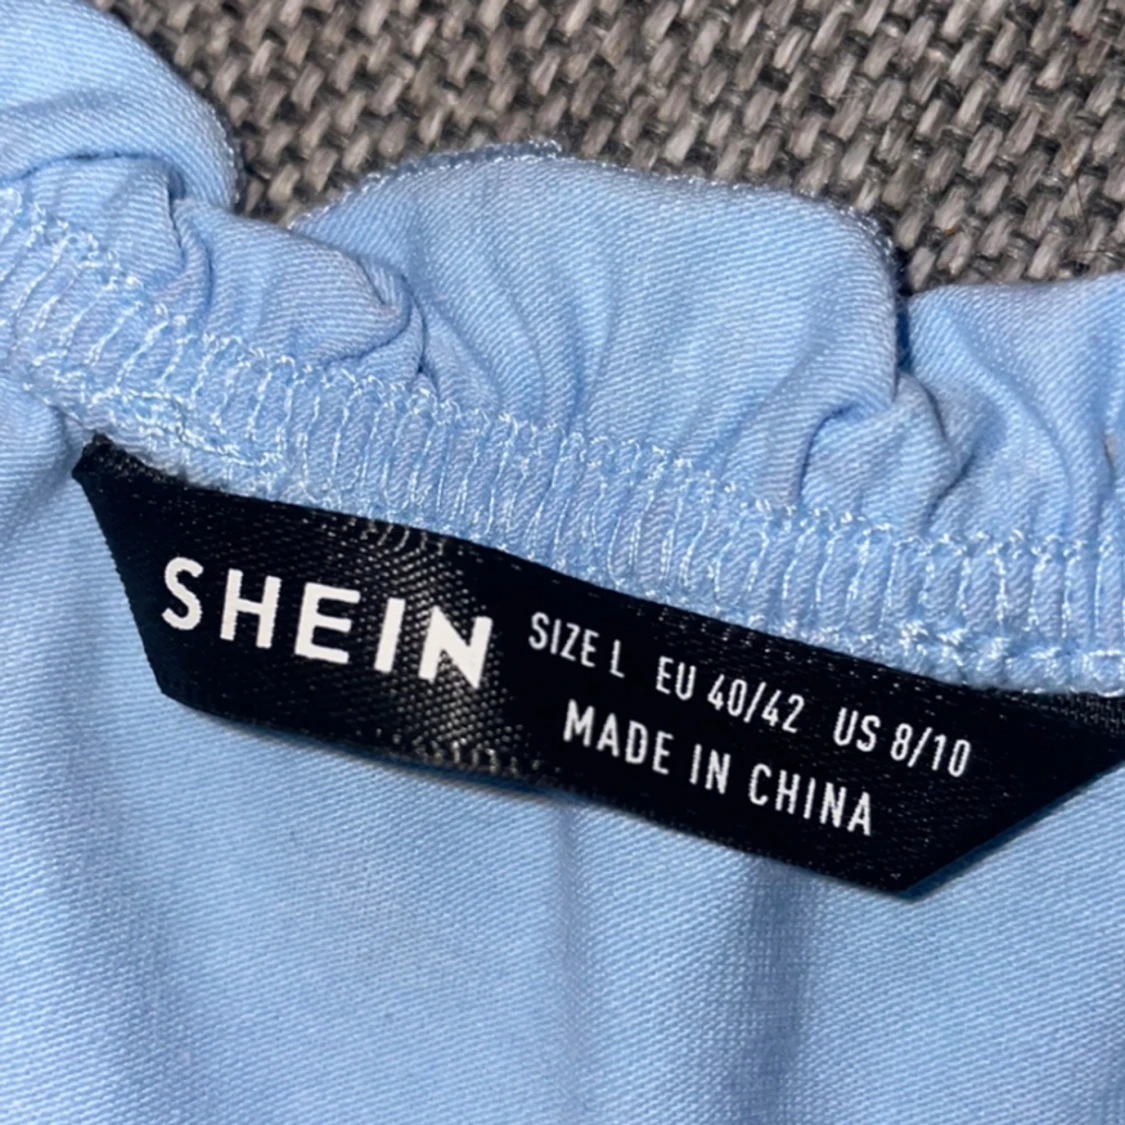 SHEIN
SIZE L EU 40/42 US 8/10
MADE IN CHINA